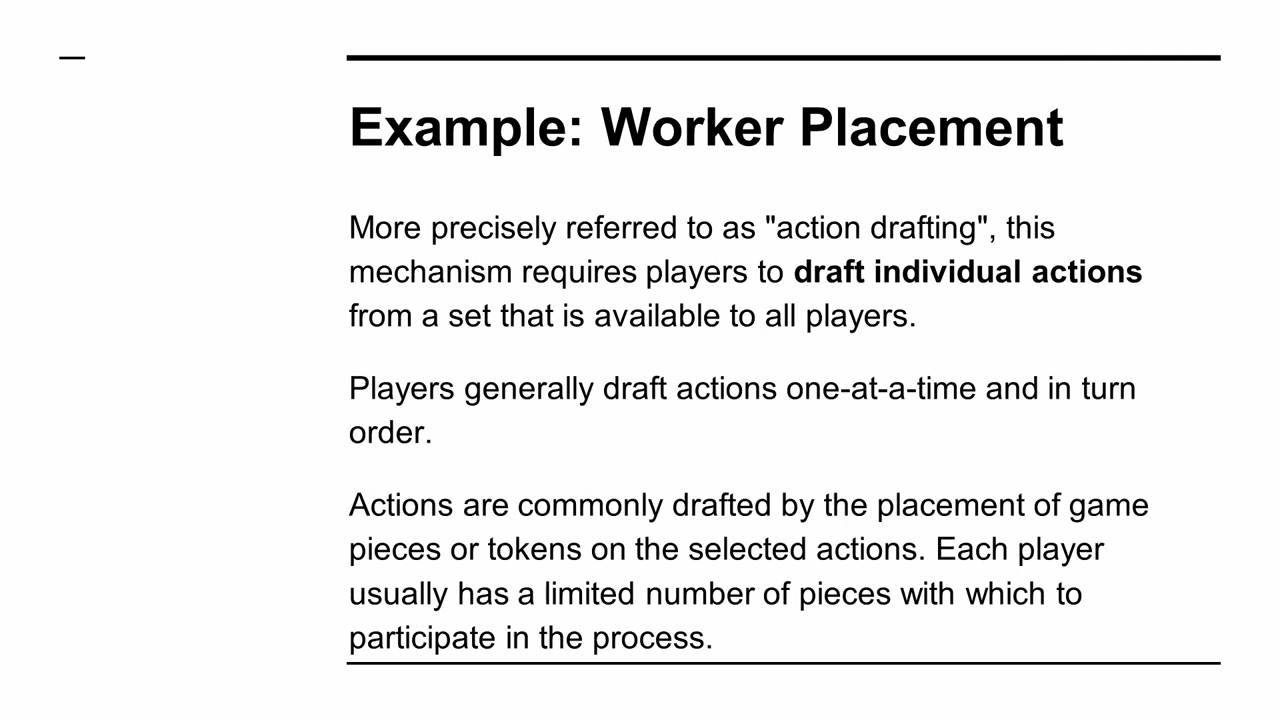 Example: Worker Placement
More precisely referred to as "action drafting", this
mechanism requires players to draft individual actions
from a set that is available to all players.
Players generally draft actions one-at-a-time and in turn
order.
Actions are commonly drafted by the placement of game
pieces or tokens on the selected actions. Each player
usually has a limited number of pieces with which to
participate in the process.